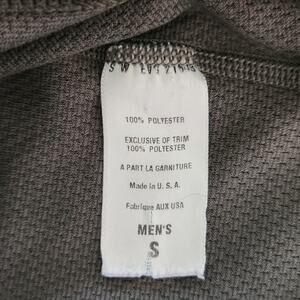 S W
100% POLYESTER
EXCLUSIVE OF TRIM
100% POLYESTER
A PART LA GARNITURE
Made In U. S. A.
Fabrique AUX USA
MEN'S
S